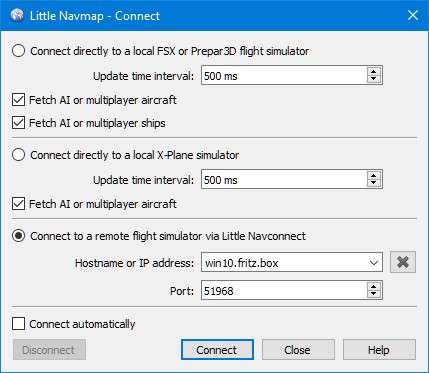 Little Navmap - Connect
Connect directly to a local FSX or Prepar3D flight simulator
Update time interval: 500 ms
Fetch AI or multiplayer aircraft
Fetch AI or multiplayer ships
Connect directly to a local X-Plane simulator
Update time interval: 500 ms
Fetch AI or multiplayer aircraft
Connect to a remote flight simulator via Little Navconnect
Hostname or IP address: win10.fritz.box
Port: 51968
Connect automatically
Disconnect Connect Close Help